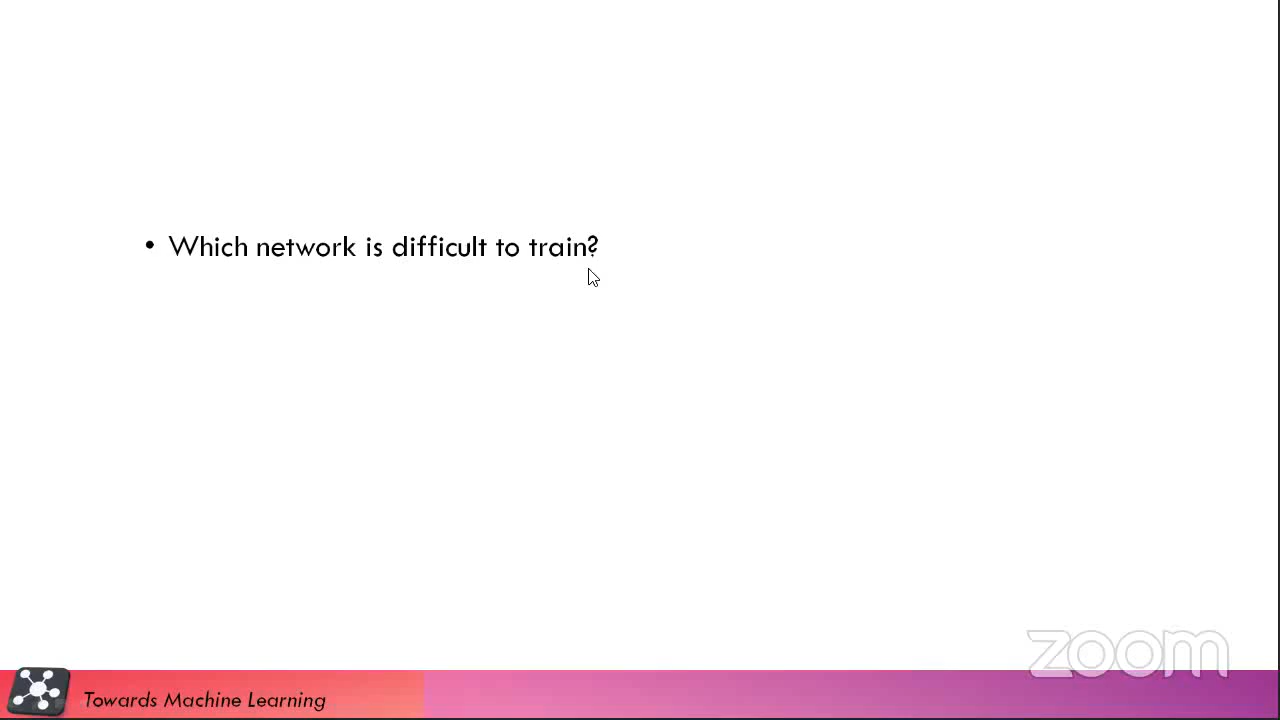 • Which network is difficult to train?
zoom
Towards Machine Learning